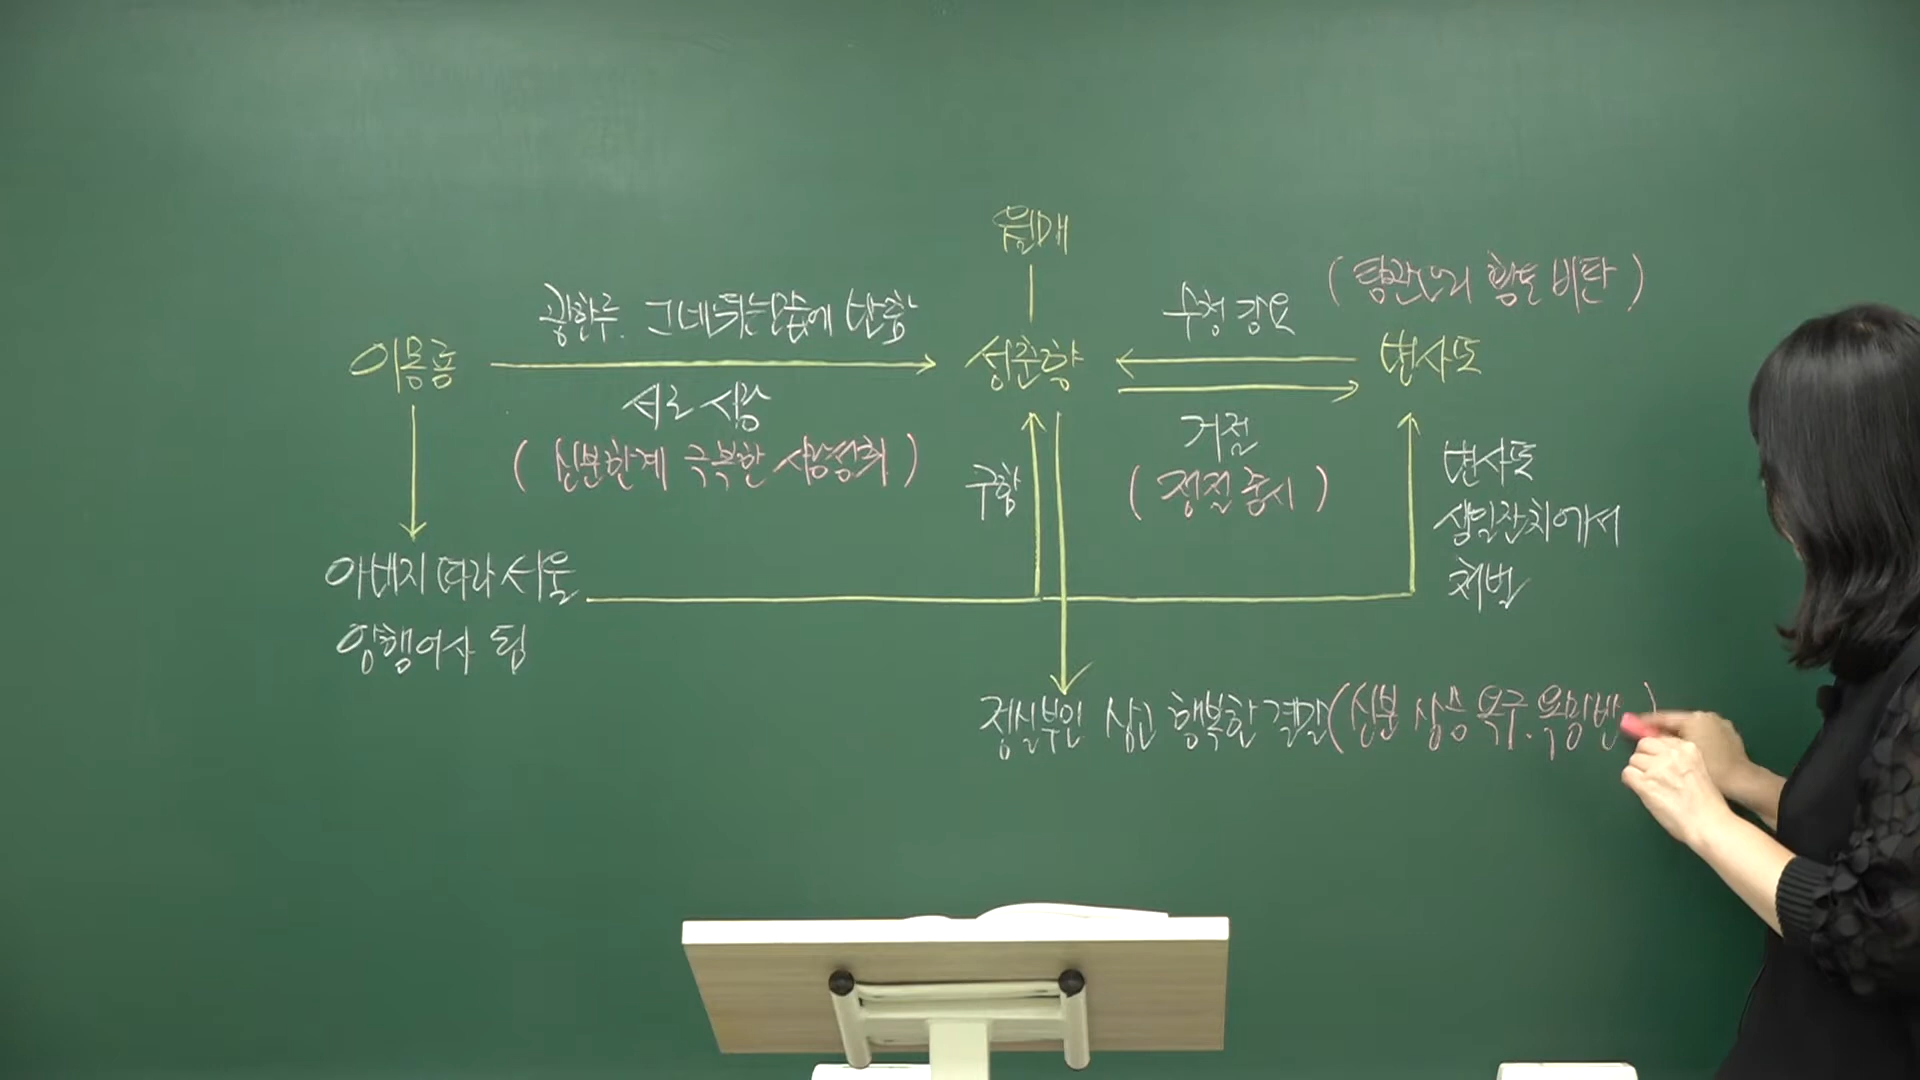 월매
(탐관오리 횡포 비판)
광한루. 그네뛰는 모습에 반함
수청 강요
이몽룡
성춘향
변사또
서로 사랑
거절
(신분한계 극복한 사랑성취)
구함
(정절 중시)
변사또
생일잔치에서
처벌
아버지 따라 서울
암행어사 됨
정실부인 삼고 행복한 결말(신분 상승 욕구. 욕망 반